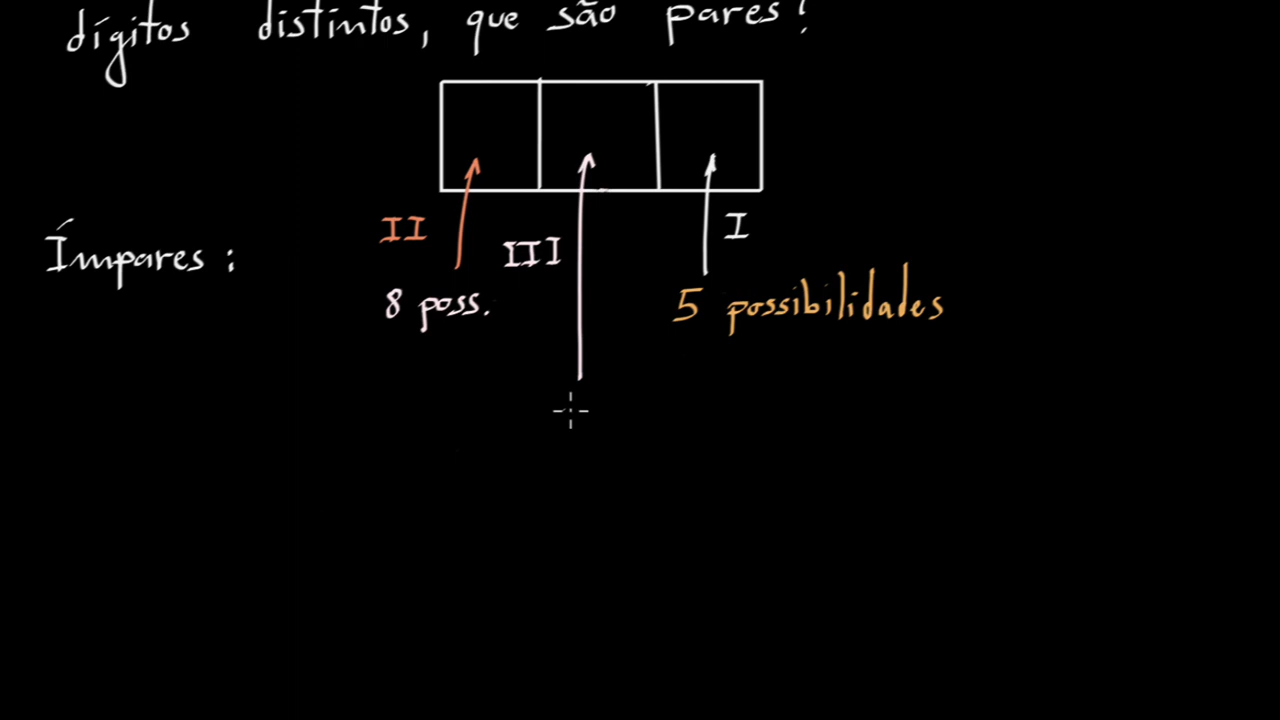 dígitos distintos, que são pares?
II
III
I
Ímpares:
8 poss.
5 possibilidades